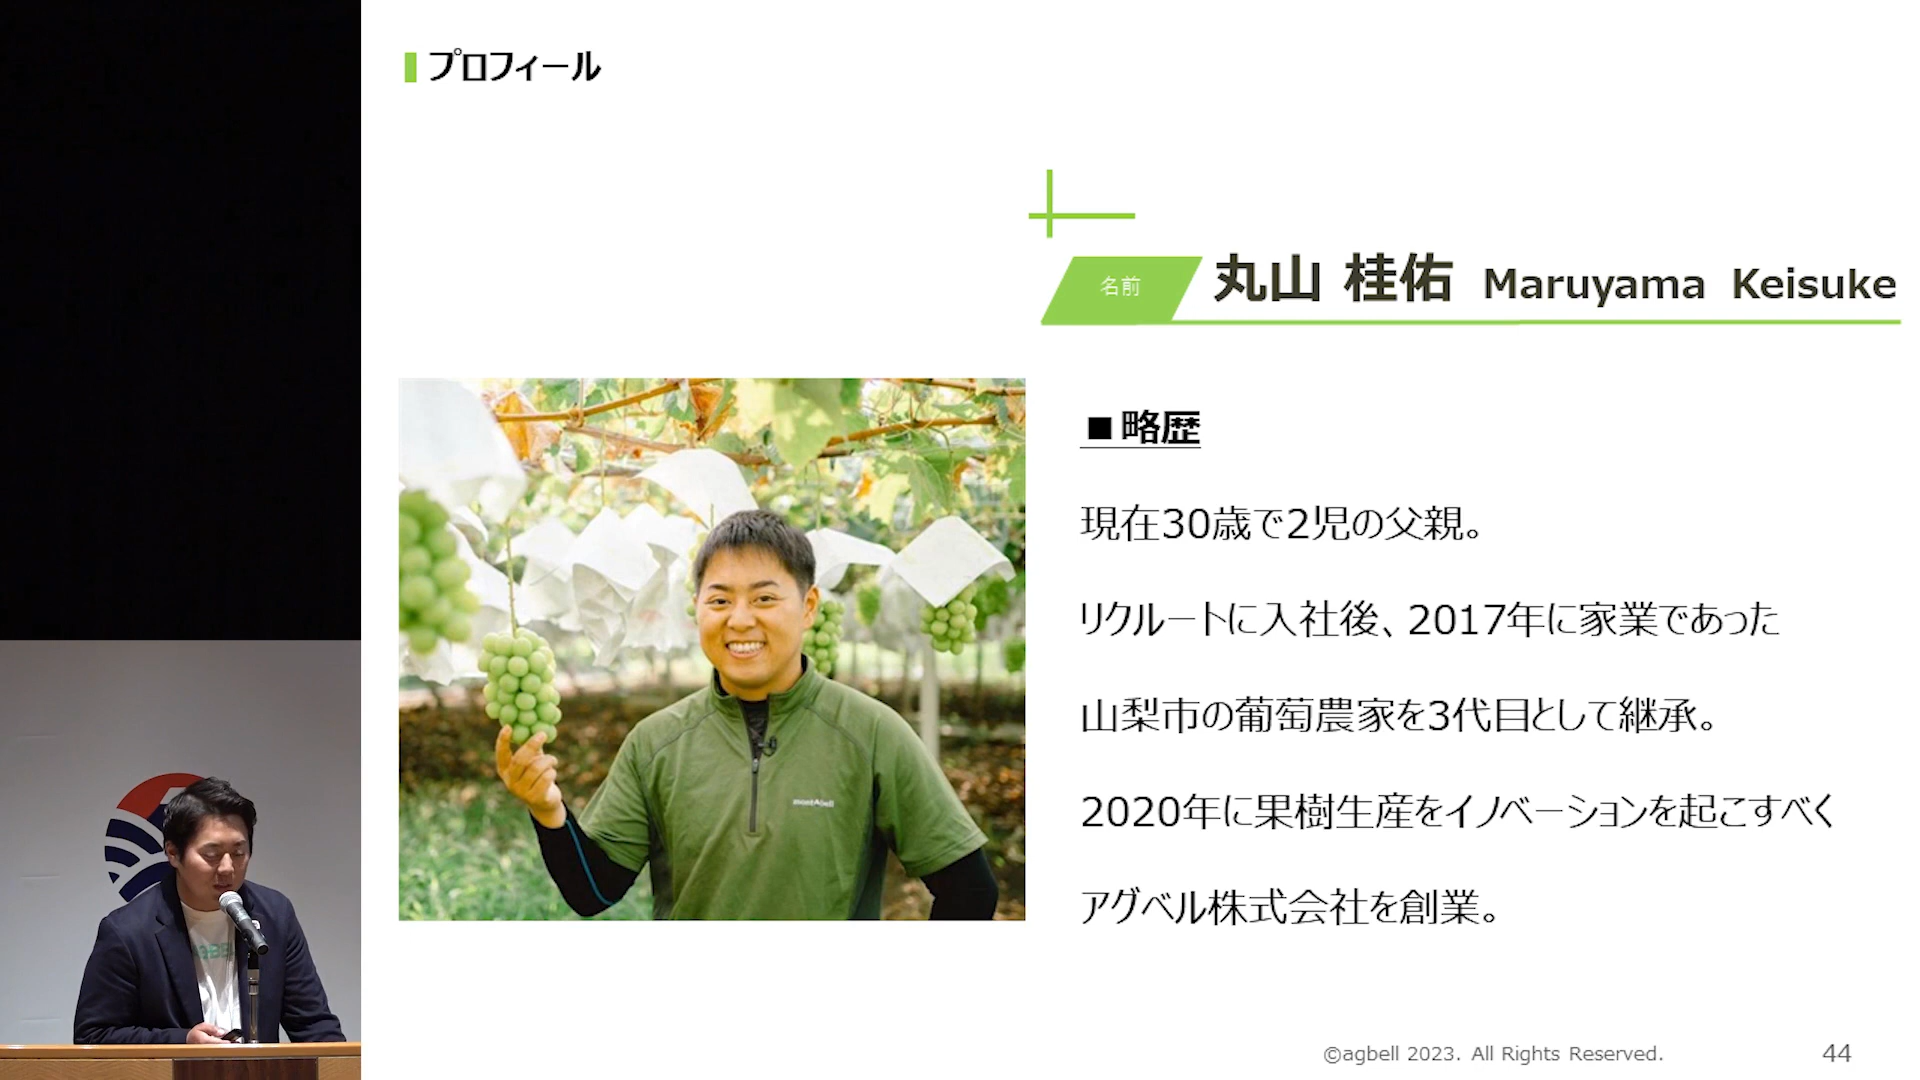 プロフィール
名前
丸山 桂佑 Maruyama Keisuke
■略歴
現在30歳で2児の父親。
リクルートに入社後、2017年に家業であった
山梨市の葡萄農家を3代目として継承。
2020年に果樹生産をイノベーションを起こすべく
アグベル株式会社を創業。
mont-bell
©agbell 2023. All Rights Reserved.
44